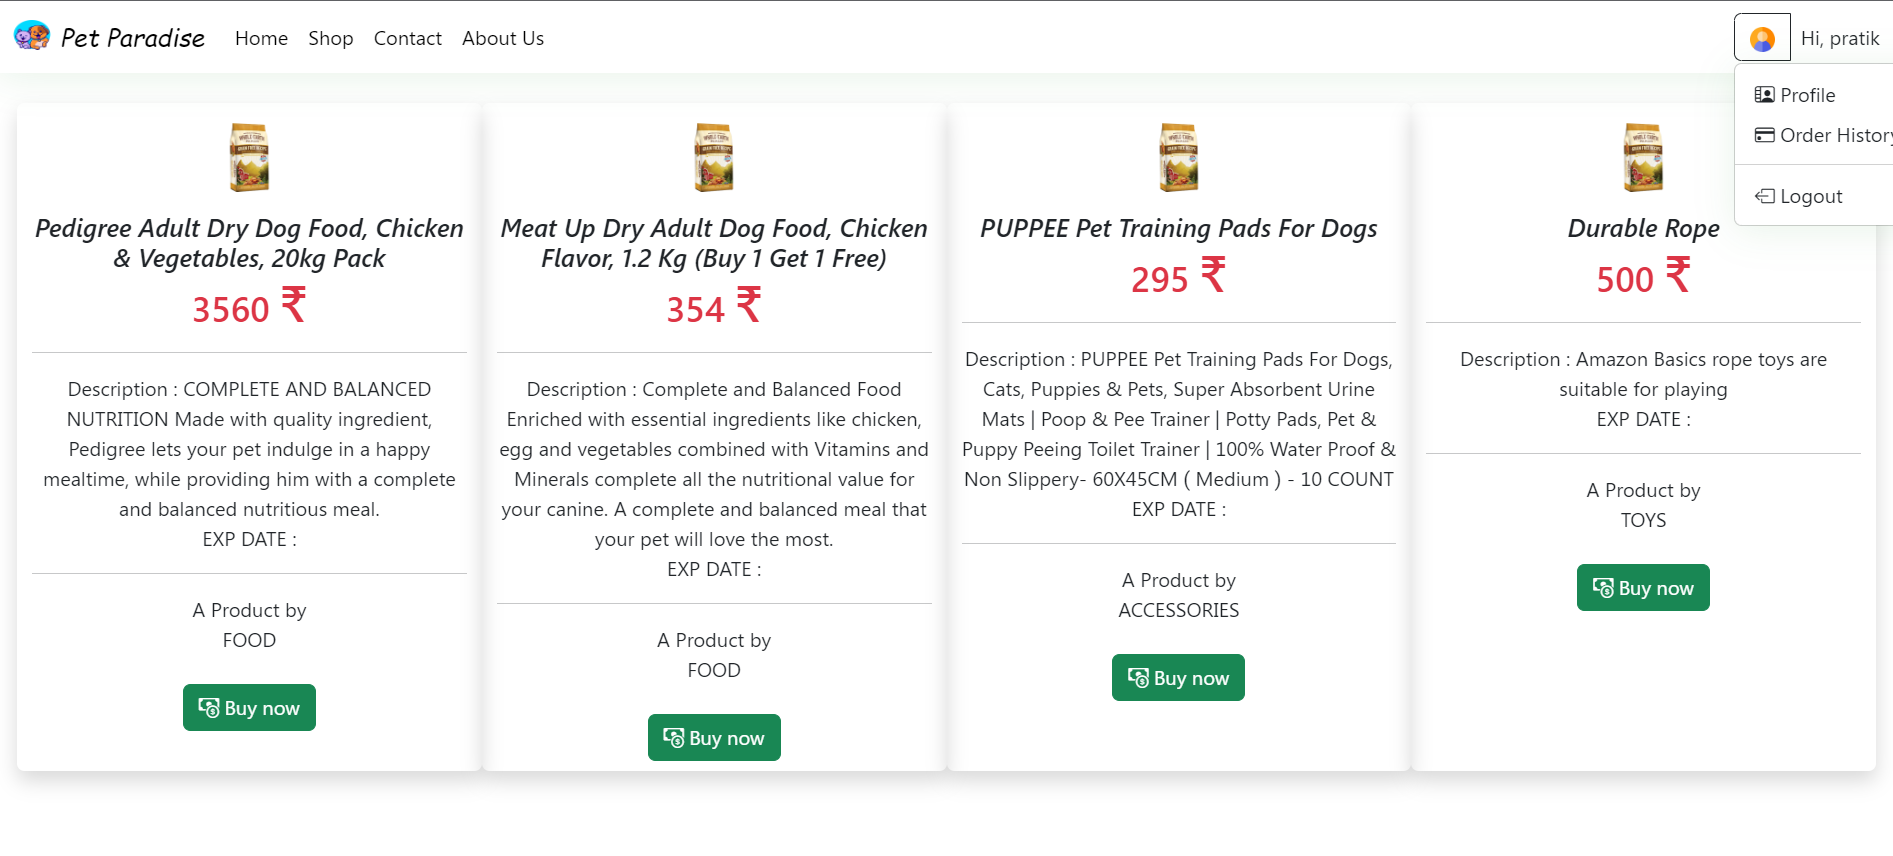 Pet Paradise Home Shop Contact About Us Hi, pratik
Profile
Order History
Logout
Pedigree Adult Dry Dog Food, Chicken
& Vegetables, 20kg Pack
3560 ₹
Description : COMPLETE AND BALANCED
NUTRITION Made with quality ingredient,
Pedigree lets your pet indulge in a happy
mealtime, while providing him with a complete
and balanced nutritious meal.
EXP DATE :
A Product by
FOOD
Buy now
Meat Up Dry Adult Dog Food, Chicken
Flavor, 1.2 Kg (Buy 1 Get 1 Free)
354 ₹
Description : Complete and Balanced Food
Enriched with essential ingredients like chicken,
egg and vegetables combined with Vitamins and
Minerals complete all the nutritional value for
your canine. A complete and balanced meal that
your pet will love the most.
EXP DATE :
A Product by
FOOD
Buy now
PUPPEE Pet Training Pads For Dogs
295 ₹
Description : PUPPEE Pet Training Pads For Dogs,
Cats, Puppies & Pets, Super Absorbent Urine
Mats | Poop & Pee Trainer | Potty Pads, Pet &
Puppy Peeing Toilet Trainer | 100% Water Proof &
Non Slippery- 60X45CM ( Medium ) - 10 COUNT
EXP DATE :
A Product by
ACCESSORIES
Buy now
Durable Rope
500 ₹
Description : Amazon Basics rope toys are
suitable for playing
EXP DATE :
A Product by
TOYS
Buy now